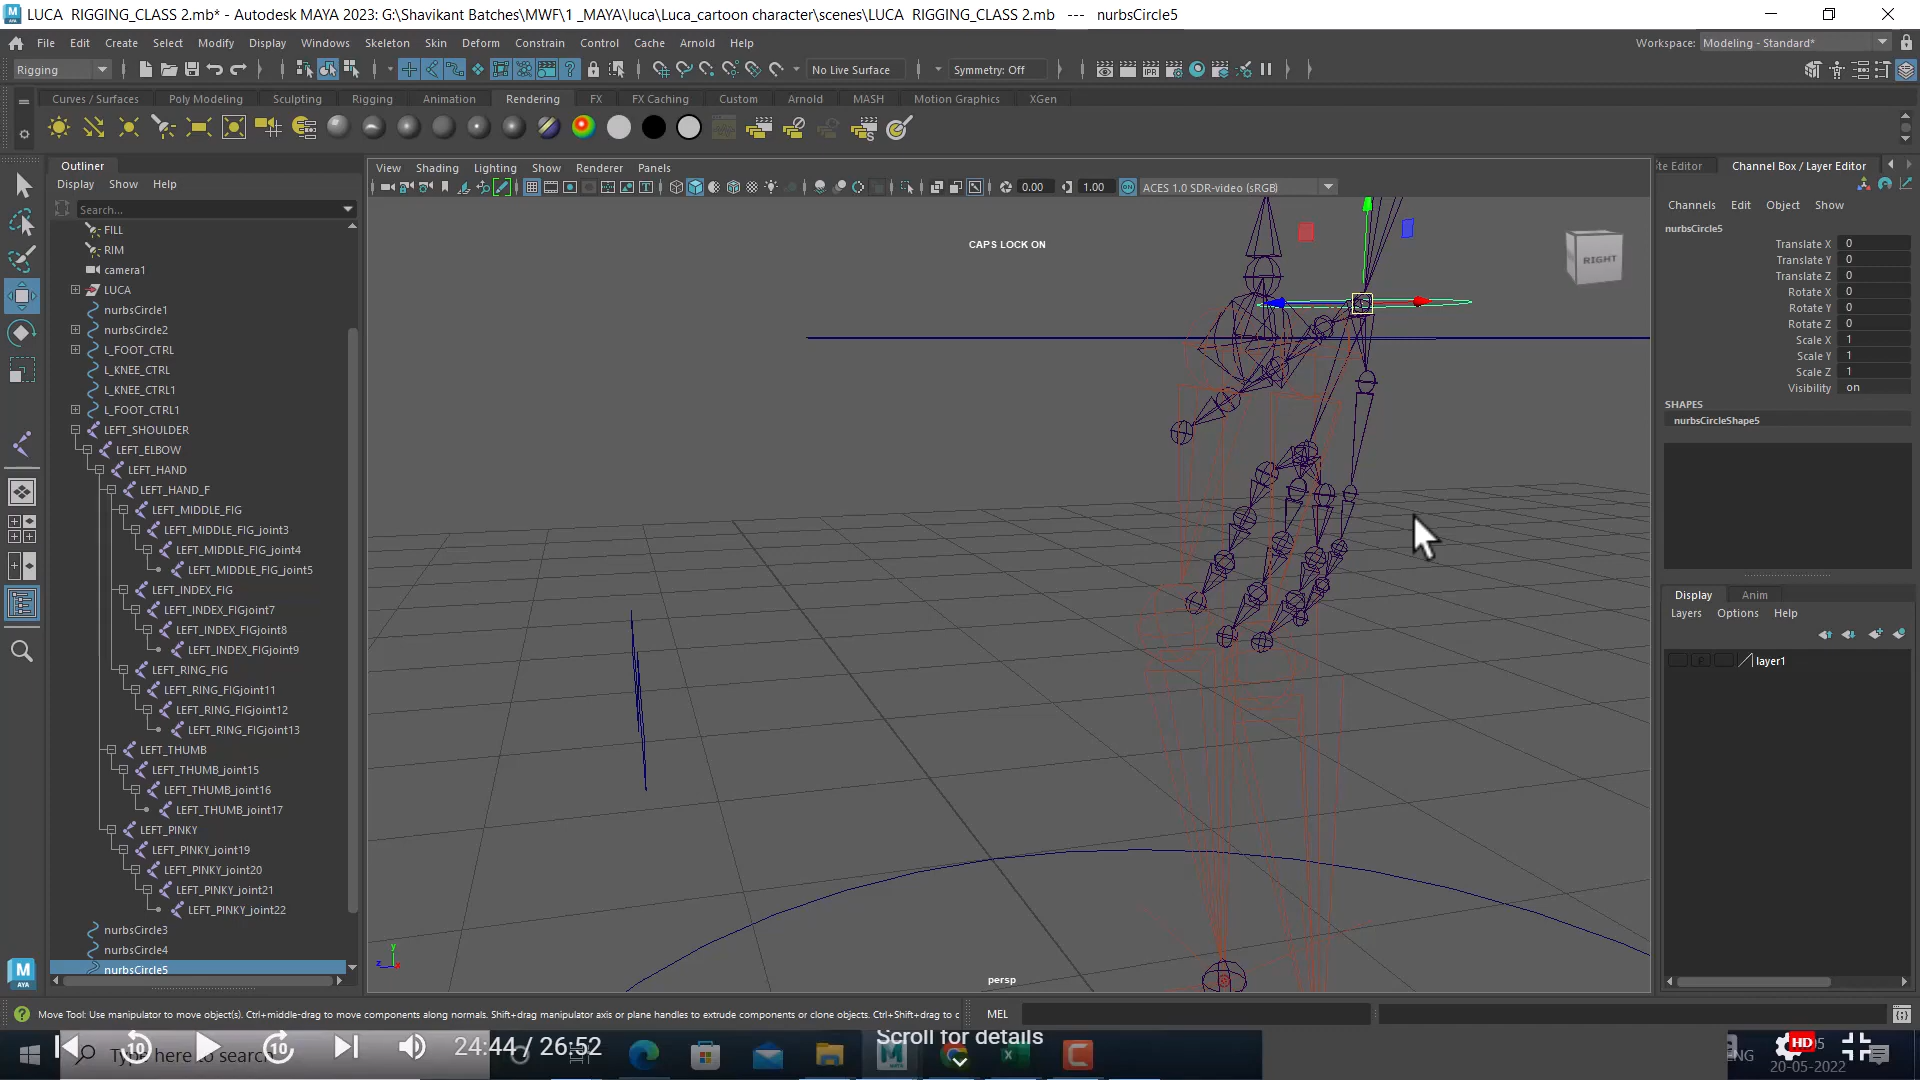 LUCA RIGGING_CLASS 2.mb* - Autodesk MAYA 2023: G:\Shavikant Batches\MWF\1 _MAYA\luca\Luca_cartoon character\scenes\LUCA RIGGING_CLASS 2.mb --- nurbsCircle5
File Edit Create Select Modify Display Windows Skeleton Skin Deform Constrain Control Cache Arnold Help Workspace: Modeling - Standard*
Rigging No Live Surface Symmetry: Off
Curves / Surfaces Poly Modeling Sculpting Rigging Animation Rendering FX FX Caching Custom Arnold MASH Motion Graphics XGen
Outliner
Display Show Help
Search...
FILL
RIM
camera1
LUCA
nurbsCircle1
nurbsCircle2
L_FOOT_CTRL
L_KNEE_CTRL
L_KNEE_CTRL1
L_FOOT_CTRL1
LEFT_SHOULDER
LEFT_ELBOW
LEFT_HAND
LEFT_HAND_F
LEFT_MIDDLE_FIG
LEFT_MIDDLE_FIG_joint3
LEFT_MIDDLE_FIG_joint4
LEFT_MIDDLE_FIG_joint5
LEFT_INDEX_FIG
LEFT_INDEX_FIGjoint7
LEFT_INDEX_FIGjoint8
LEFT_INDEX_FIGjoint9
LEFT_RING_FIG
LEFT_RING_FIGjoint11
LEFT_RING_FIGjoint12
LEFT_RING_FIGjoint13
LEFT_THUMB
LEFT_THUMB_joint15
LEFT_THUMB_joint16
LEFT_THUMB_joint17
LEFT_PINKY
LEFT_PINKY_joint19
LEFT_PINKY_joint20
LEFT_PINKY_joint21
LEFT_PINKY_joint22
nurbsCircle3
nurbsCircle4
nurbsCircle5
View Shading Lighting Show Renderer Panels
0.00 1.00 ACES 1.0 SDR-video (sRGB)
CAPS LOCK ON
RIGHT
persp
te Editor Channel Box / Layer Editor
Channels Edit Object Show
nurbsCircle5
Translate X 0
Translate Y 0
Translate Z 0
Rotate X 0
Rotate Y 0
Rotate Z 0
Scale X 1
Scale Y 1
Scale Z 1
Visibility on
SHAPES
nurbsCircleShape5
Display Anim
Layers Options Help
layer1
Move Tool: Use manipulator to move object(s). Ctrl+middle-drag to move components along normals. Shift+drag manipulator axis or plane handles to extrude components or clone objects. Ctrl+Shift+drag to c
MEL
Type here to search
10
10
24:44 / 26:52
Scroll for details
HD
20-05-2022